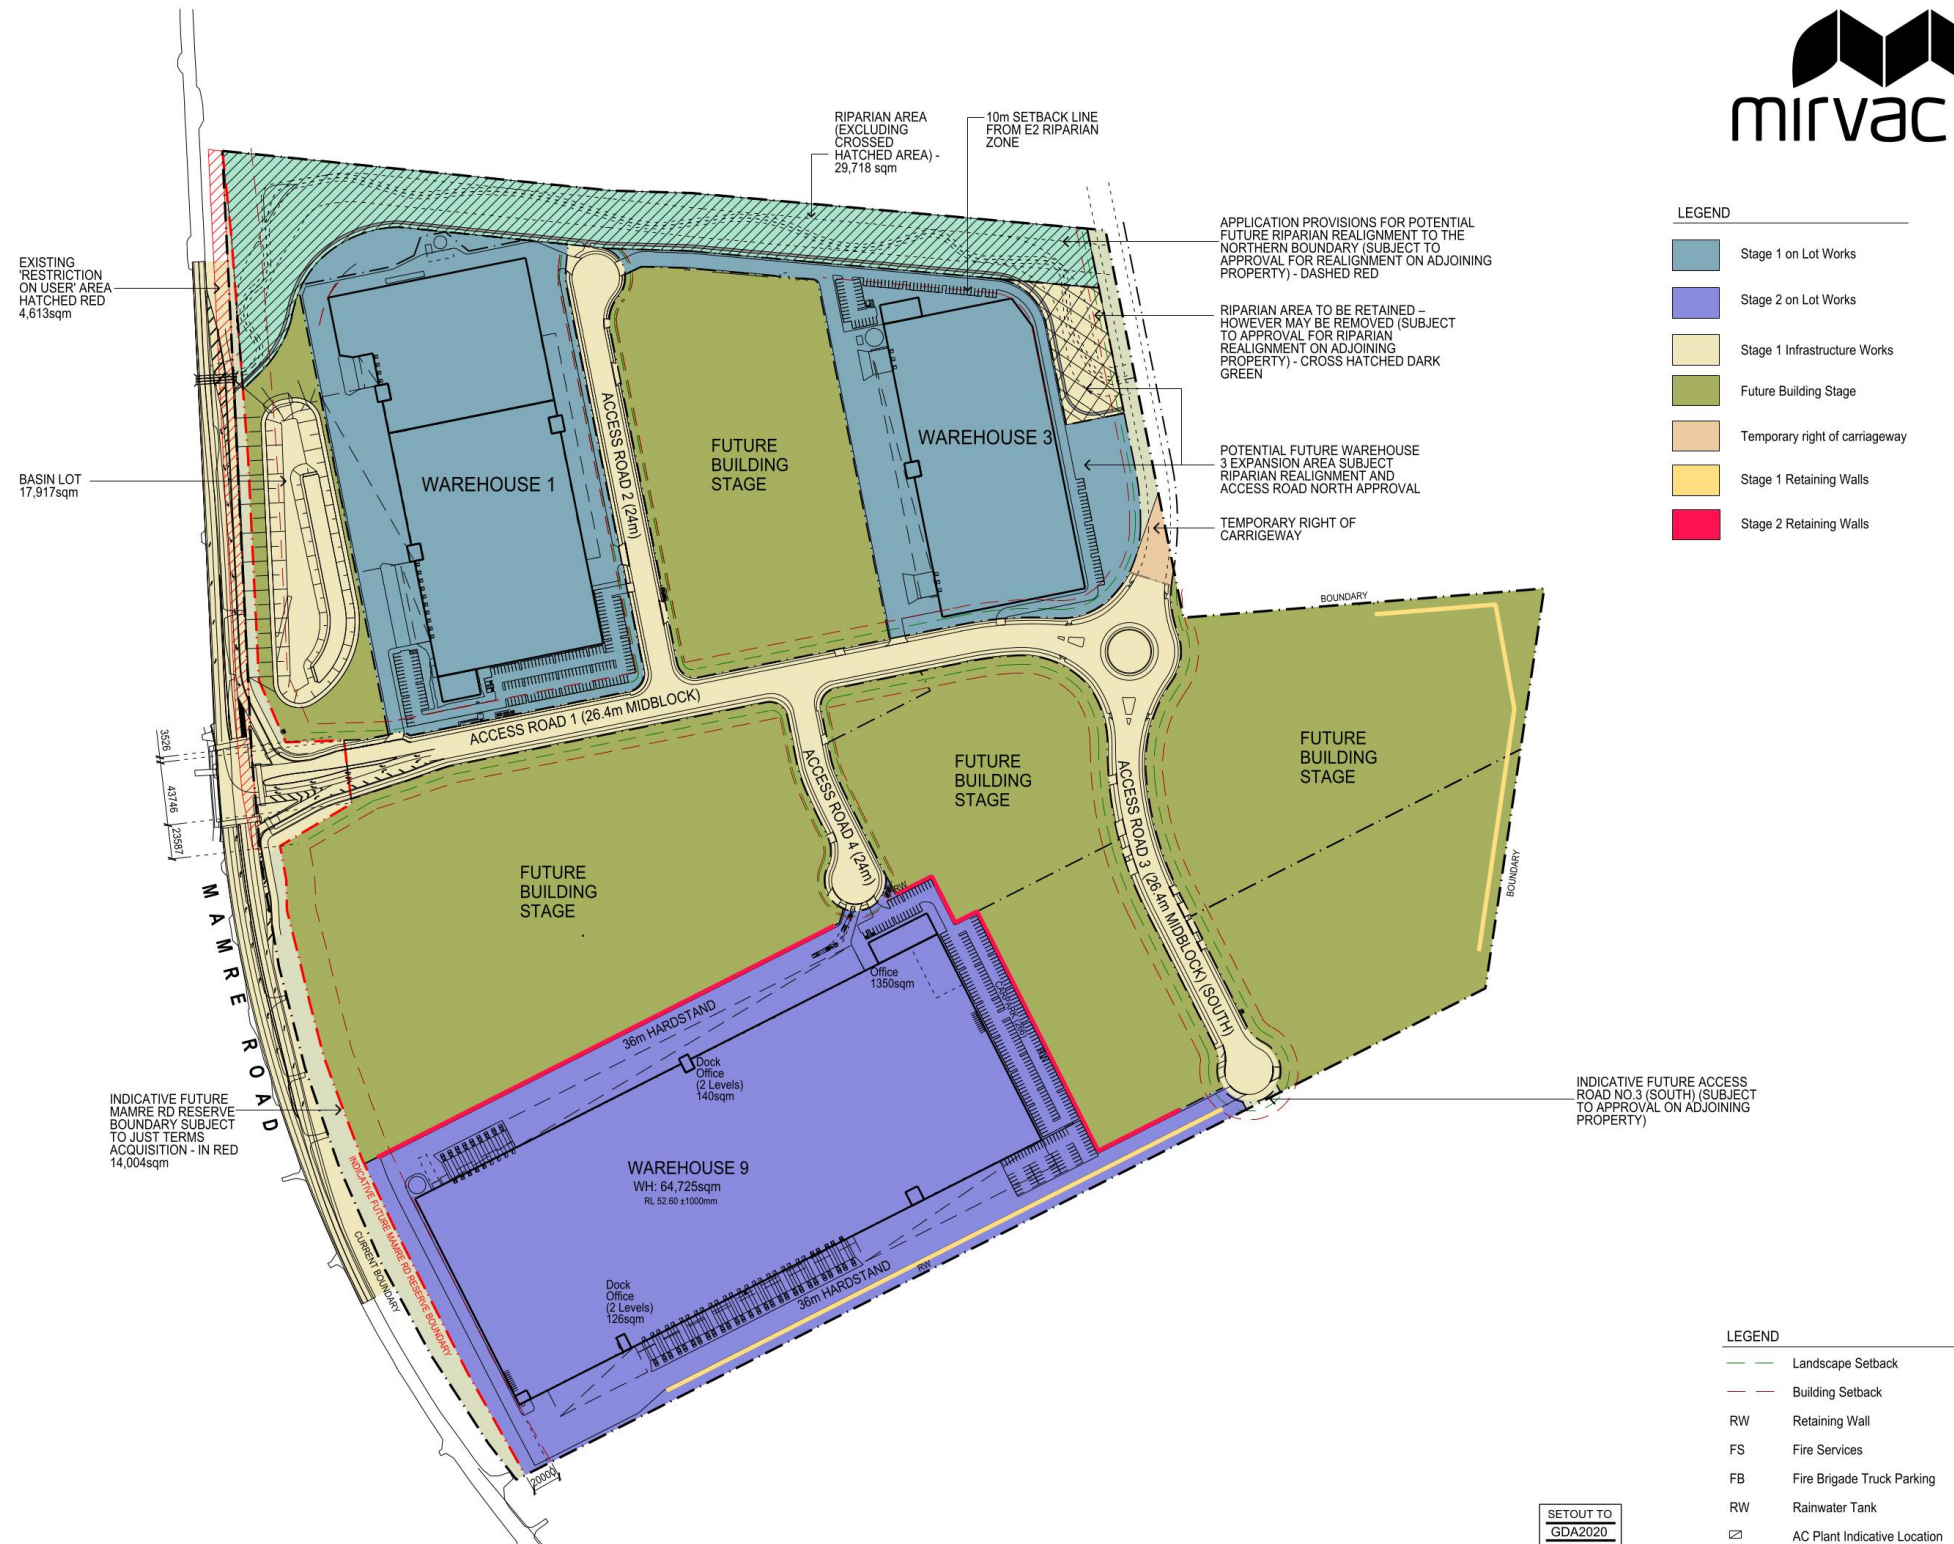 mirvac
RIPARIAN AREA
(EXCLUDING
CROSSED
HATCHED AREA) -
29,718 sqm
10m SETBACK LINE
FROM E2 RIPARIAN
ZONE
LEGEND
Stage 1 on Lot Works
Stage 2 on Lot Works
Stage 1 Infrastructure Works
Future Building Stage
Temporary right of carriageway
Stage 1 Retaining Walls
Stage 2 Retaining Walls
APPLICATION PROVISIONS FOR POTENTIAL
FUTURE RIPARIAN REALIGNMENT TO THE
NORTHERN BOUNDARY (SUBJECT TO
APPROVAL FOR REALIGNMENT ON ADJOINING
PROPERTY) - DASHED RED
EXISTING
'RESTRICTION
ON USER' AREA
HATCHED RED
4,613sqm
RIPARIAN AREA TO BE RETAINED –
HOWEVER MAY BE REMOVED (SUBJECT
TO APPROVAL FOR RIPARIAN
REALIGNMENT ON ADJOINING
PROPERTY) - CROSS HATCHED DARK
GREEN
BASIN LOT
17,917sqm
WAREHOUSE 1
ACCESS ROAD 2 (24m)
FUTURE
BUILDING
STAGE
WAREHOUSE 3
POTENTIAL FUTURE WAREHOUSE
3 EXPANSION AREA SUBJECT
RIPARIAN REALIGNMENT AND
ACCESS ROAD NORTH APPROVAL
TEMPORARY RIGHT OF
CARRIGEWAY
BOUNDARY
ACCESS ROAD 1 (26.4m MIDBLOCK)
3526
43746
23587
ACCESS ROAD 4 (24m)
FUTURE
BUILDING
STAGE
ACCESS ROAD 3 (26.4m MIDBLOCK) (SOUTH)
FUTURE
BUILDING
STAGE
BOUNDARY
FUTURE
BUILDING
STAGE
MAMRE ROAD
RW
Office
1350sqm
36m HARDSTAND
Dock
Office
(2 Levels)
140sqm
INDICATIVE FUTURE
MAMRE RD RESERVE
BOUNDARY SUBJECT
TO JUST TERMS
ACQUISITION - IN RED
14,004sqm
INDICATIVE FUTURE ACCESS
ROAD NO.3 (SOUTH) (SUBJECT
TO APPROVAL ON ADJOINING
PROPERTY)
WAREHOUSE 9
WH: 64,725sqm
RL 52.60 ±1000mm
INDICATIVE FUTURE MAMRE RD RESERVE BOUNDARY
CURRENT BOUNDARY
Dock
Office
(2 Levels)
126sqm
36m HARDSTAND
RW
20000
LEGEND
Landscape Setback
Building Setback
RW Retaining Wall
FS Fire Services
FB Fire Brigade Truck Parking
RW Rainwater Tank
AC Plant Indicative Location
SETOUT TO
GDA2020